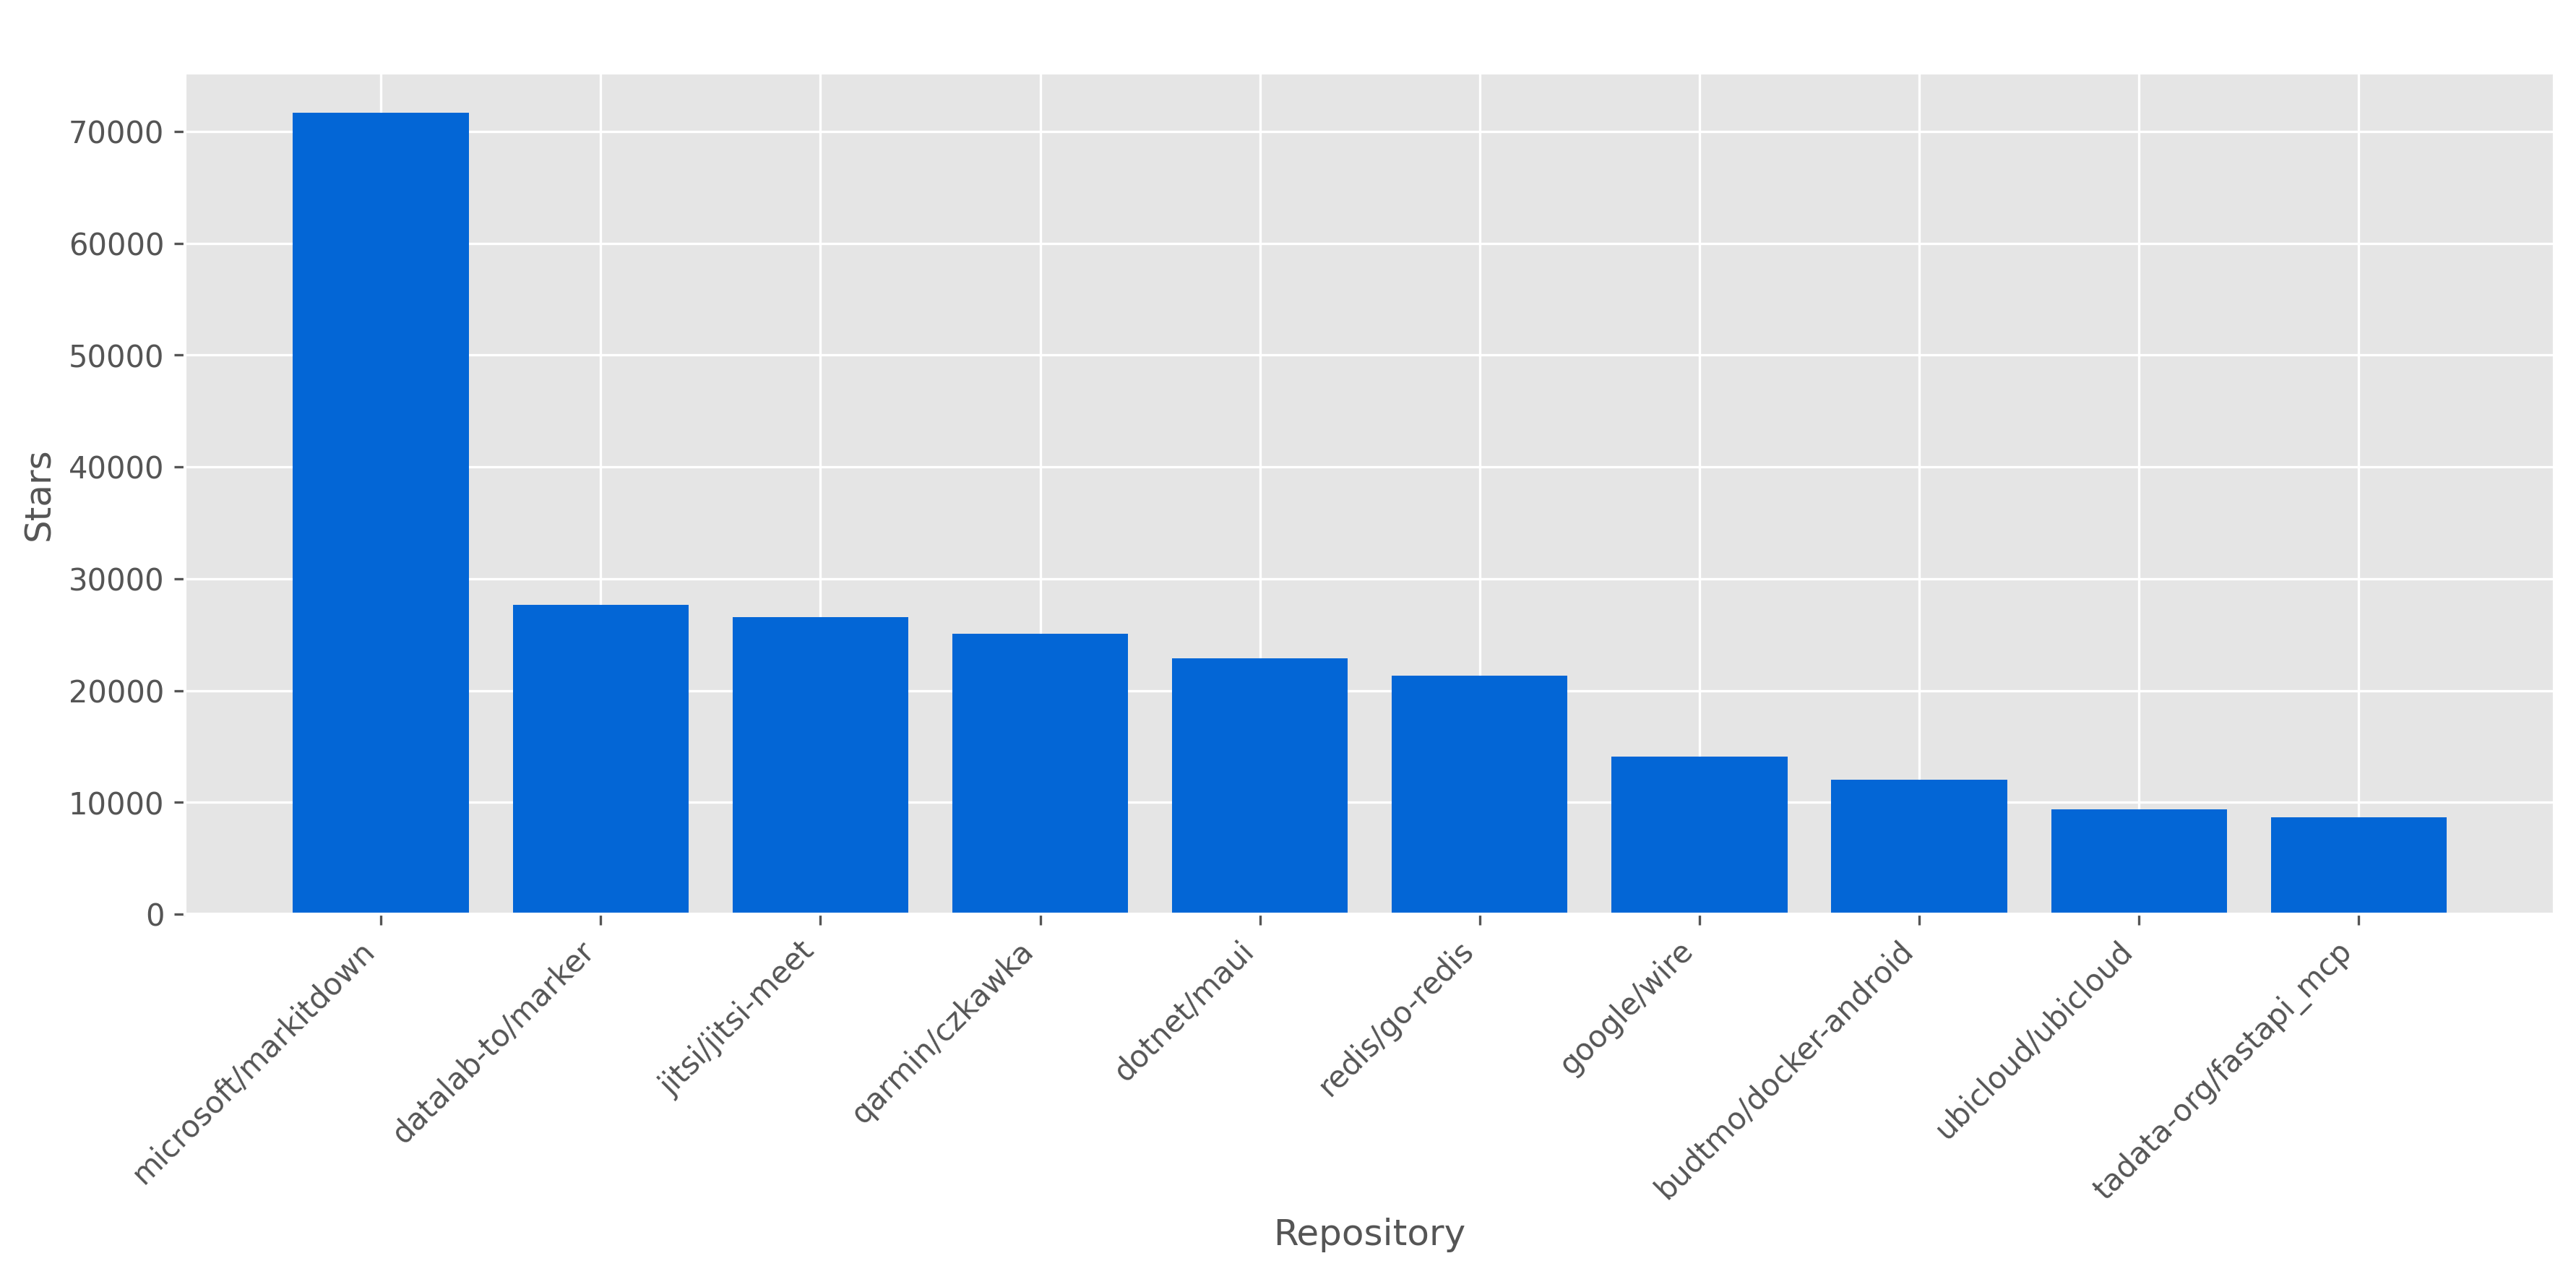 Stars
70000
60000
50000
40000
30000
20000
10000
0
microsoft/markitdown
datalab-to/marker
jitsi/jitsi-meet
qarmin/czkawka
dotnet/maui
redis/go-redis
google/wire
budtmo/docker-android
ubicloud/ubicloud
tadata-org/fastapi_mcp
Repository